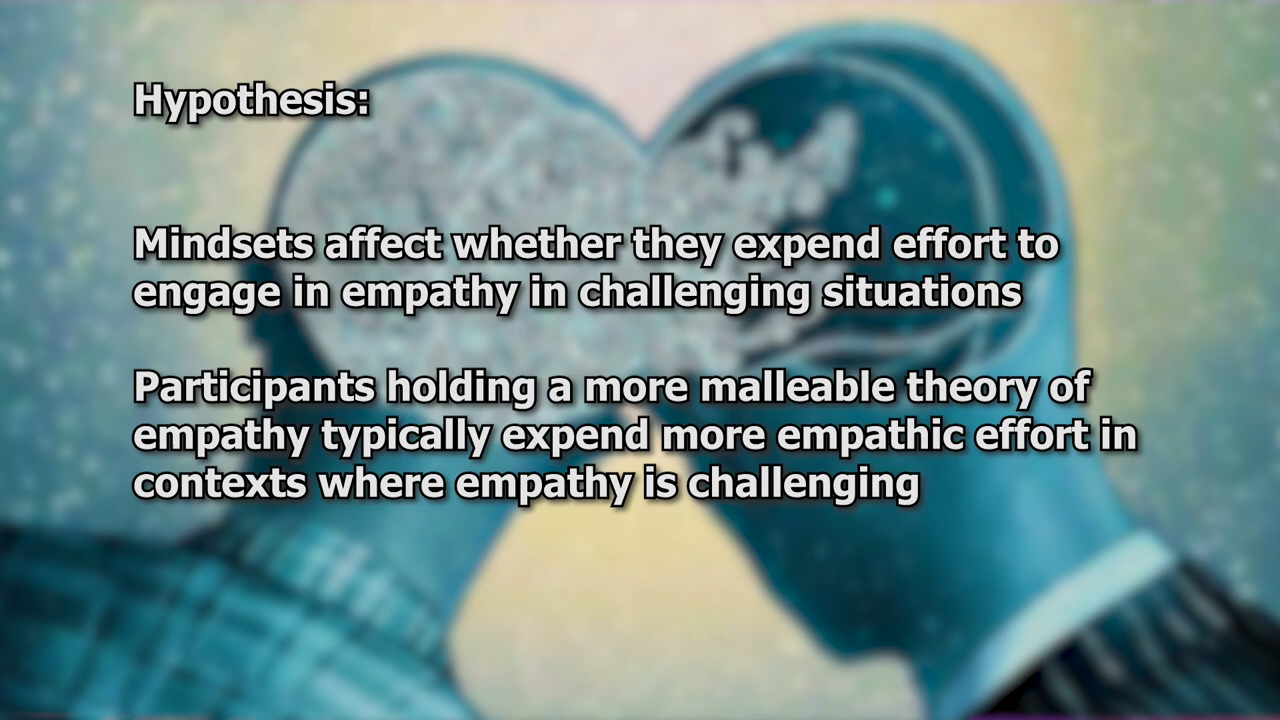 Hypothesis:
Mindsets affect whether they expend effort to
engage in empathy in challenging situations
Participants holding a more malleable theory of
empathy typically expend more empathic effort in
contexts where empathy is challenging